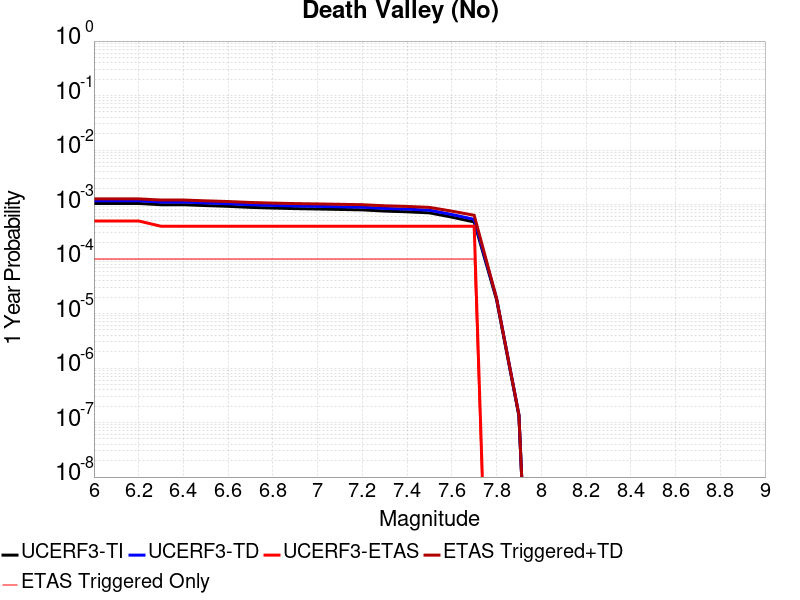 Death Valley (No)
10^0
10^-1
10^-2
10^-3
10^-4
10^-5
10^-6
10^-7
10^-8
1 Year Probability
6 6.2 6.4 6.6 6.8 7 7.2 7.4 7.6 7.8 8 8.2 8.4 8.6 8.8 9
Magnitude
UCERF3-TI UCERF3-TD UCERF3-ETAS ETAS Triggered+TD
ETAS Triggered Only